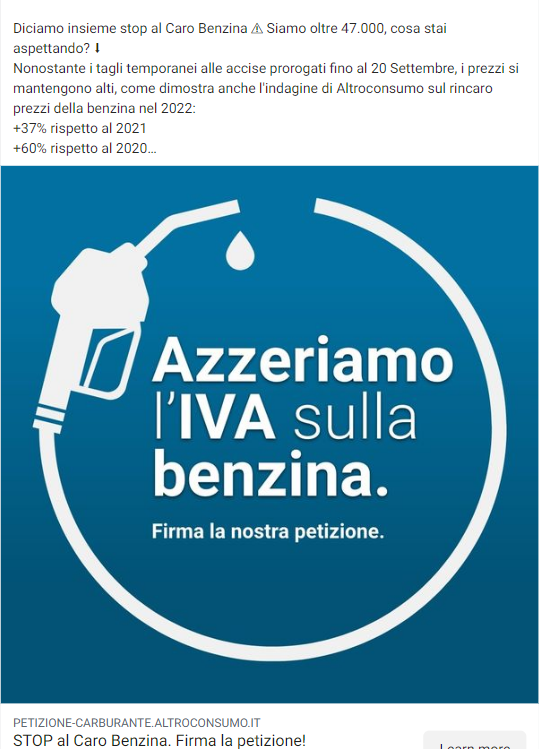 Diciamo insieme stop al Caro Benzina ⚠ Siamo oltre 47.000, cosa stai
aspettando? ⬇
Nonostante i tagli temporanei alle accise prorogati fino al 20 Settembre, i prezzi si
mantengono alti, come dimostra anche l'indagine di Altroconsumo sul rincaro
prezzi della benzina nel 2022:
+37% rispetto al 2021
+60% rispetto al 2020...
Azzeriamo
l'IVA sulla
benzina.
Firma la nostra petizione.
PETIZIONE-CARBURANTE.ALTROCONSUMO.IT
STOP al Caro Benzina. Firma la petizione!
Learn more